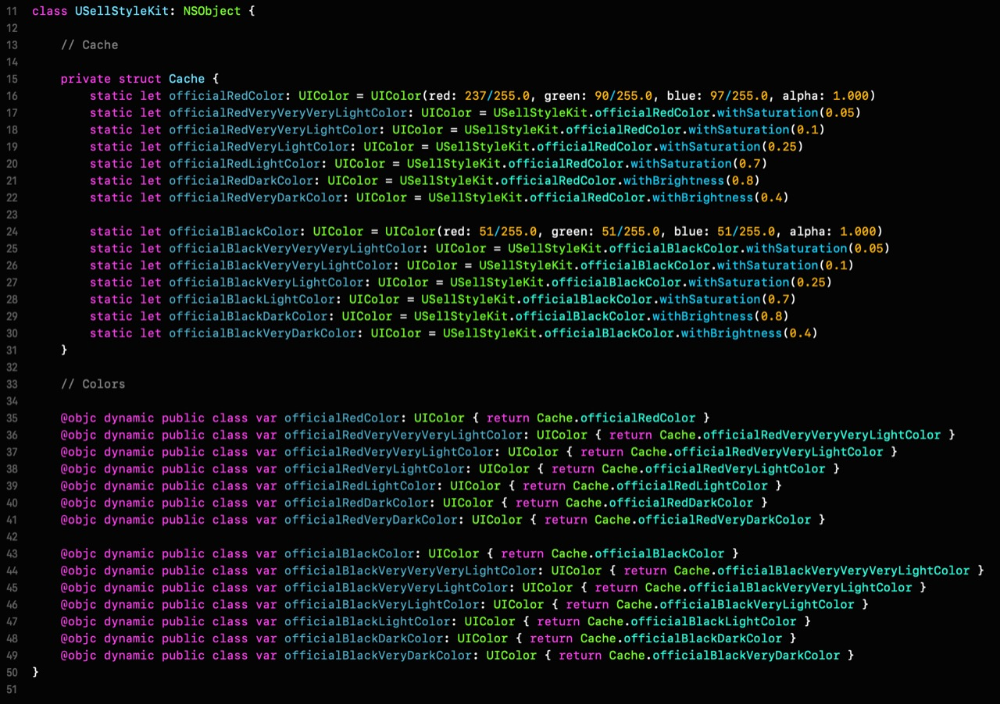 11 class USellStyleKit: NSObject {
12
13     // Cache
14
15     private struct Cache {
16         static let officialRedColor: UIColor = UIColor(red: 237/255.0, green: 90/255.0, blue: 97/255.0, alpha: 1.000)
17         static let officialRedVeryVeryVeryLightColor: UIColor = USellStyleKit.officialRedColor.withSaturation(0.05)
18         static let officialRedVeryVeryLightColor: UIColor = USellStyleKit.officialRedColor.withSaturation(0.1)
19         static let officialRedVeryLightColor: UIColor = USellStyleKit.officialRedColor.withSaturation(0.25)
20         static let officialRedLightColor: UIColor = USellStyleKit.officialRedColor.withSaturation(0.7)
21         static let officialRedDarkColor: UIColor = USellStyleKit.officialRedColor.withBrightness(0.8)
22         static let officialRedVeryDarkColor: UIColor = USellStyleKit.officialRedColor.withBrightness(0.4)
23
24         static let officialBlackColor: UIColor = UIColor(red: 51/255.0, green: 51/255.0, blue: 51/255.0, alpha: 1.000)
25         static let officialBlackVeryVeryVeryLightColor: UIColor = USellStyleKit.officialBlackColor.withSaturation(0.05)
26         static let officialBlackVeryVeryLightColor: UIColor = USellStyleKit.officialBlackColor.withSaturation(0.1)
27         static let officialBlackVeryLightColor: UIColor = USellStyleKit.officialBlackColor.withSaturation(0.25)
28         static let officialBlackLightColor: UIColor = USellStyleKit.officialBlackColor.withSaturation(0.7)
29         static let officialBlackDarkColor: UIColor = USellStyleKit.officialBlackColor.withBrightness(0.8)
30         static let officialBlackVeryDarkColor: UIColor = USellStyleKit.officialBlackColor.withBrightness(0.4)
31     }
32
33     // Colors
34
35     @objc dynamic public class var officialRedColor: UIColor { return Cache.officialRedColor }
36     @objc dynamic public class var officialRedVeryVeryVeryLightColor: UIColor { return Cache.officialRedVeryVeryVeryLightColor }
37     @objc dynamic public class var officialRedVeryVeryLightColor: UIColor { return Cache.officialRedVeryVeryLightColor }
38     @objc dynamic public class var officialRedVeryLightColor: UIColor { return Cache.officialRedVeryLightColor }
39     @objc dynamic public class var officialRedLightColor: UIColor { return Cache.officialRedLightColor }
40     @objc dynamic public class var officialRedDarkColor: UIColor { return Cache.officialRedDarkColor }
41     @objc dynamic public class var officialRedVeryDarkColor: UIColor { return Cache.officialRedVeryDarkColor }
42
43     @objc dynamic public class var officialBlackColor: UIColor { return Cache.officialBlackColor }
44     @objc dynamic public class var officialBlackVeryVeryVeryLightColor: UIColor { return Cache.officialBlackVeryVeryVeryLightColor }
45     @objc dynamic public class var officialBlackVeryVeryLightColor: UIColor { return Cache.officialBlackVeryVeryLightColor }
46     @objc dynamic public class var officialBlackVeryLightColor: UIColor { return Cache.officialBlackVeryLightColor }
47     @objc dynamic public class var officialBlackLightColor: UIColor { return Cache.officialBlackLightColor }
48     @objc dynamic public class var officialBlackDarkColor: UIColor { return Cache.officialBlackDarkColor }
49     @objc dynamic public class var officialBlackVeryDarkColor: UIColor { return Cache.officialBlackVeryDarkColor }
50 }
51